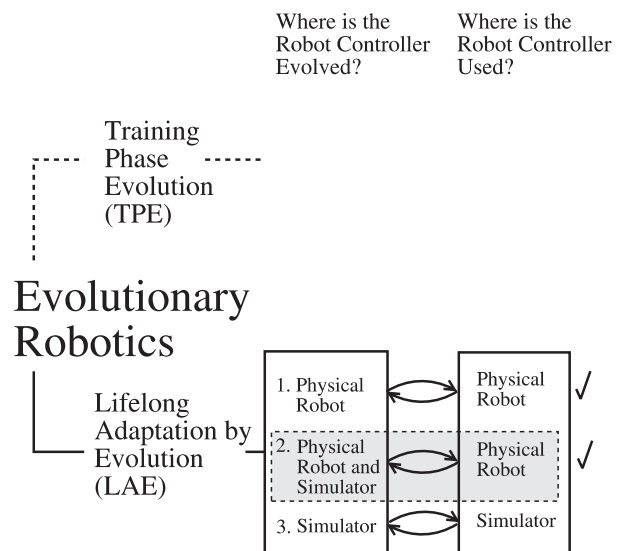 Where is the
Robot Controller
Evolved?
Where is the
Robot Controller
Used?
Training
Phase
Evolution
(TPE)
Evolutionary
Robotics
Lifelong
Adaptation by
Evolution
(LAE)
1. Physical
Robot
Physical
Robot
2. Physical
Robot and
Simulator
Physical
Robot
3. Simulator
Simulator